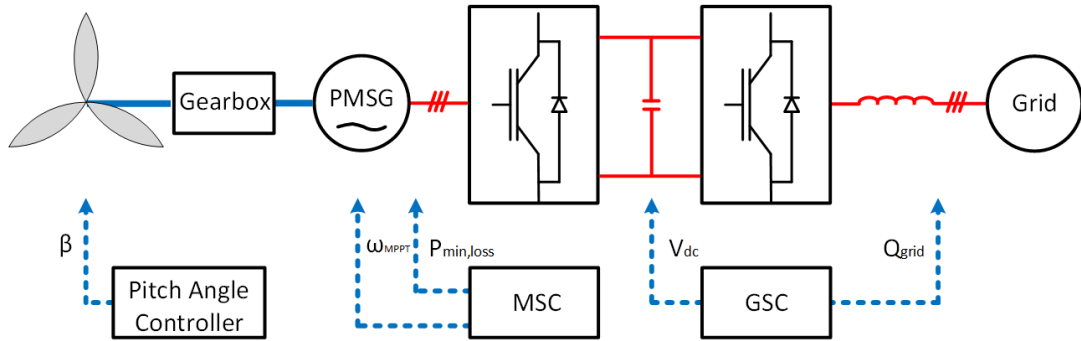 Gearbox
PMSG
Grid
β
ωMPPT
Pmin,loss
Vdc
Qgrid
Pitch Angle
Controller
MSC
GSC